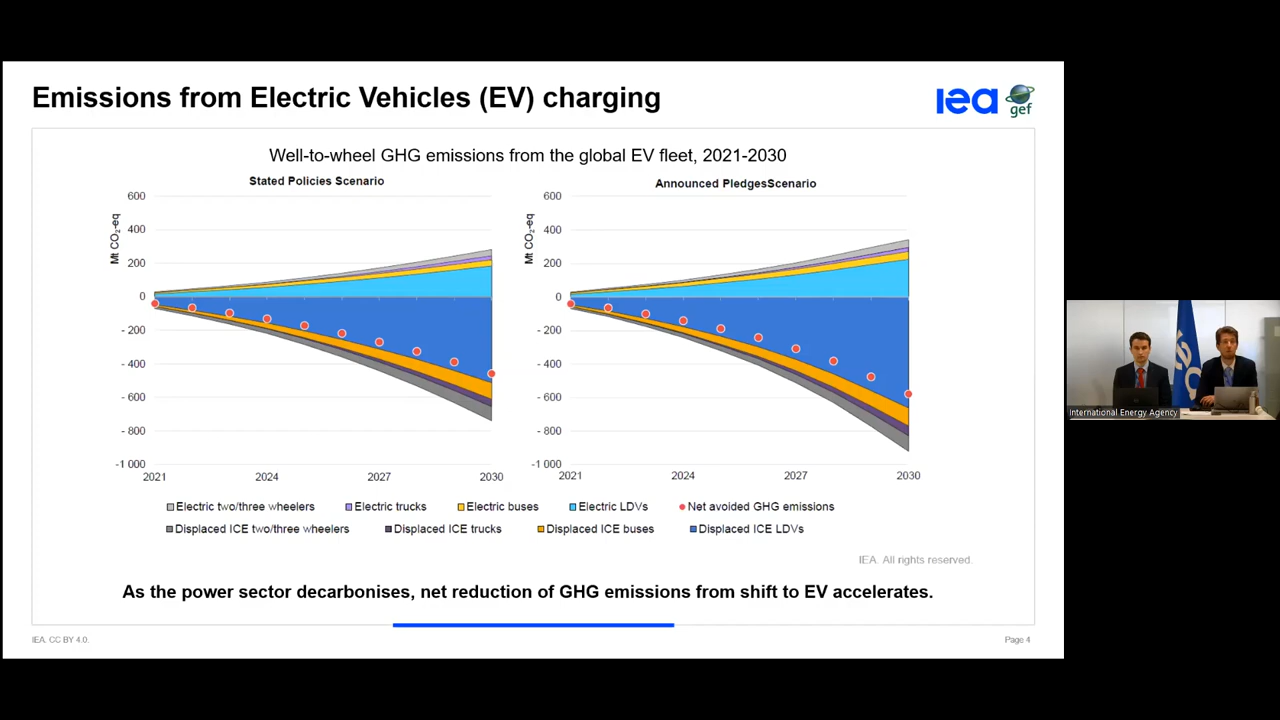 Emissions from Electric Vehicles (EV) charging
iea
gef
Well-to-wheel GHG emissions from the global EV fleet, 2021-2030
Stated Policies Scenario
Mt CO₂-eq
600
400
200
0
- 200
- 400
- 600
- 800
-1 000
2021
2024
2027
2030
Announced PledgesScenario
Mt CO₂-eq
600
400
200
0
- 200
- 400
- 600
- 800
-1 000
2021
2024
2027
2030
Electric two/three wheelers Electric trucks Electric buses Electric LDVs Net avoided GHG emissions
Displaced ICE two/three wheelers Displaced ICE trucks Displaced ICE buses Displaced ICE LDVs
IEA. All rights reserved.
As the power sector decarbonises, net reduction of GHG emissions from shift to EV accelerates.
IEA. CC BY 4.0.
Page 4
International Energy Agency